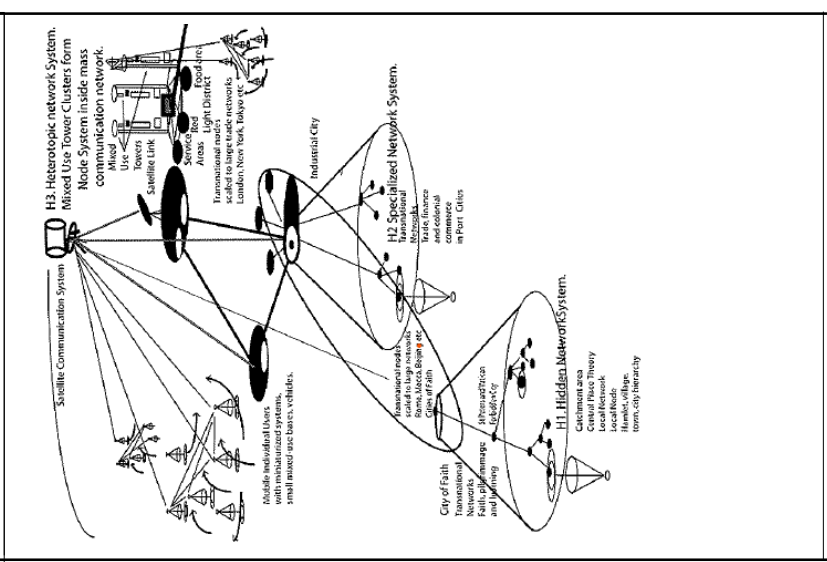 H3. Heterotopic network System.
Mixed Use Tower Clusters form
Node System inside mass
communication network.
Mixed
Use
Towers
Satellite Link
Service
Areas
Red
Light District
Food area
Transnational nodes
scaled to large trade networks
London, New York, Tokyo etc
Satellite Communication System
Industrial City
H2 Specialized Network System.
Transnational
Networks
Trade, finance
and colonial
commerce
in Port Cities
Mobile Individual Users
with miniaturized systems,
small mixed-use bases, vehicles.
Transnational nodes
scaled to large networks
Rome, Mecca, Beijing etc
Cities of Faith
City of Faith
Transnational
Networks
Faith, pilgrimage
and learning
H1. Hidden NetworkSystem.
Catchment area
Central Place Theory
Local Network
Local Node
Hamlet, village,
town, city hierarchy